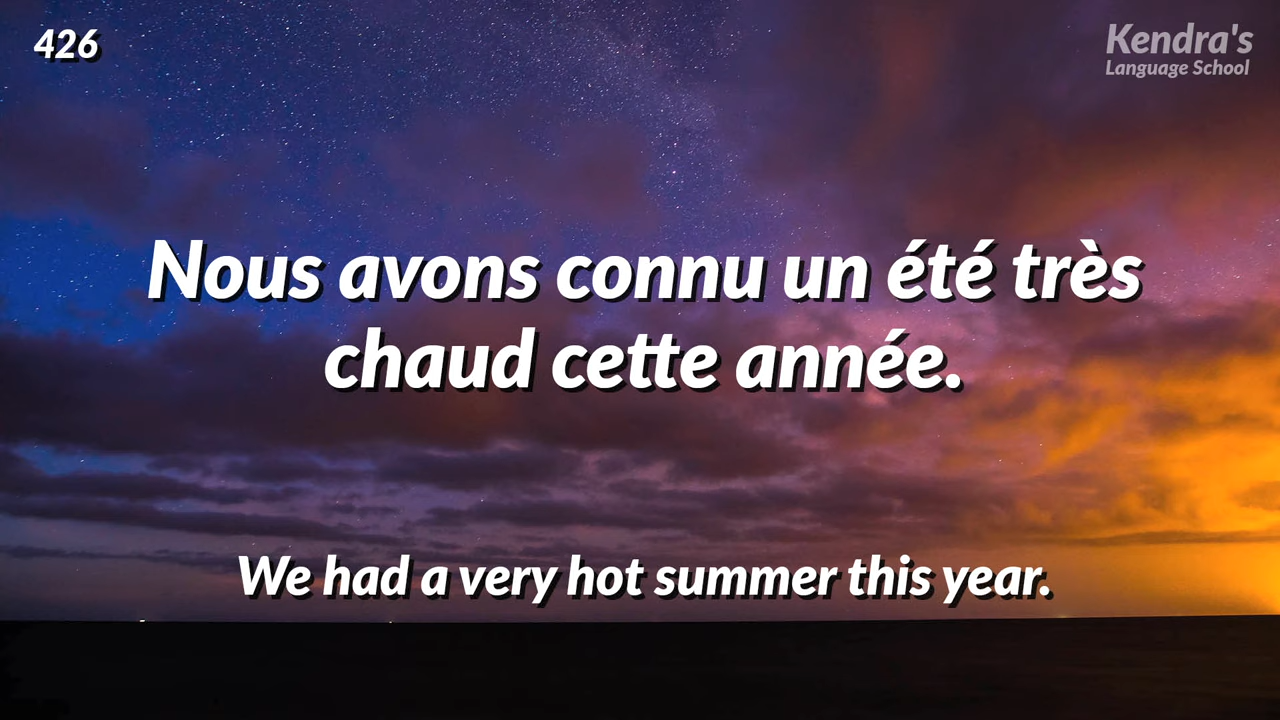 426
Kendra's
Language School
Nous avons connu un été très
chaud cette année.
We had a very hot summer this year.